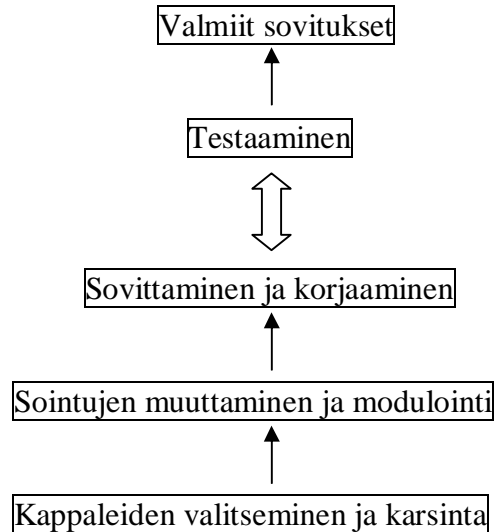 Valmiit sovitukset
Testaaminen
Sovittaminen ja korjaaminen
Sointujen muuttaminen ja modulointi
Kappaleiden valitseminen ja karsinta